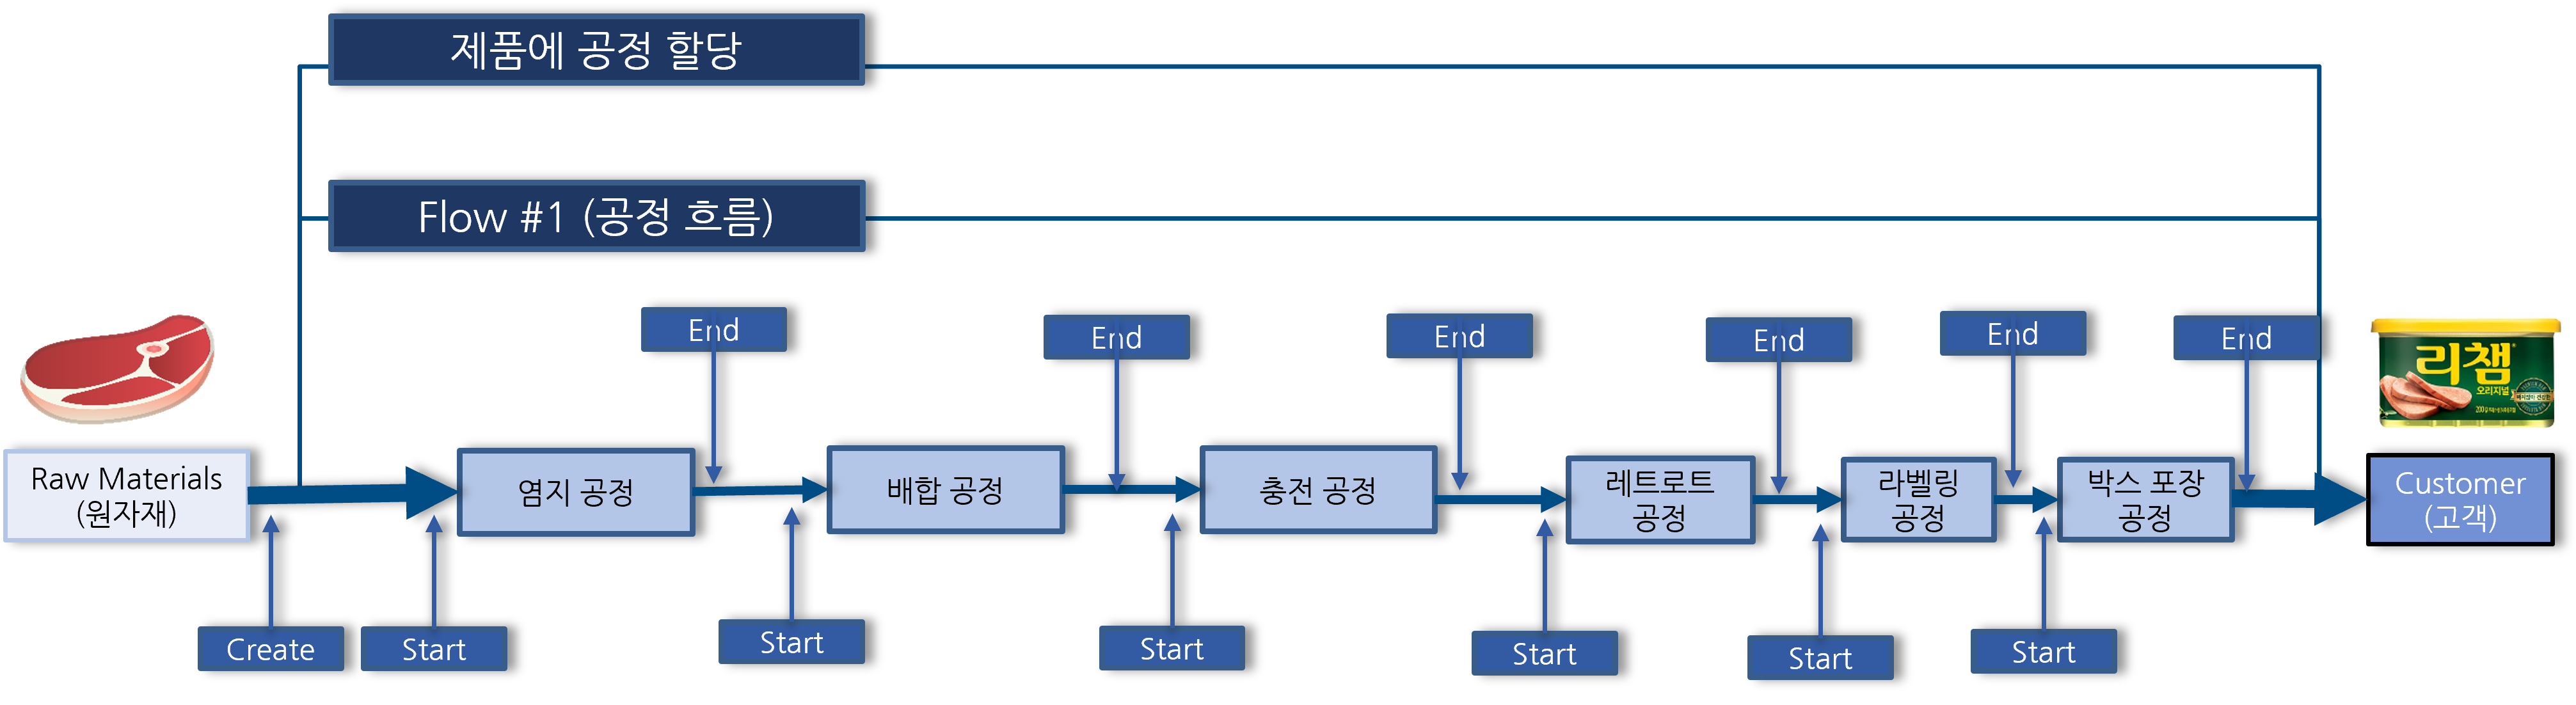 제품에 공정 할당
Flow #1 (공정 흐름)
End
End
End
End
End
End
리챔
오리지널
Raw Materials
(원자재)
염지 공정
배합 공정
충전 공정
레트로트
공정
라벨링
공정
박스 포장
공정
Customer
(고객)
Create
Start
Start
Start
Start
Start
Start